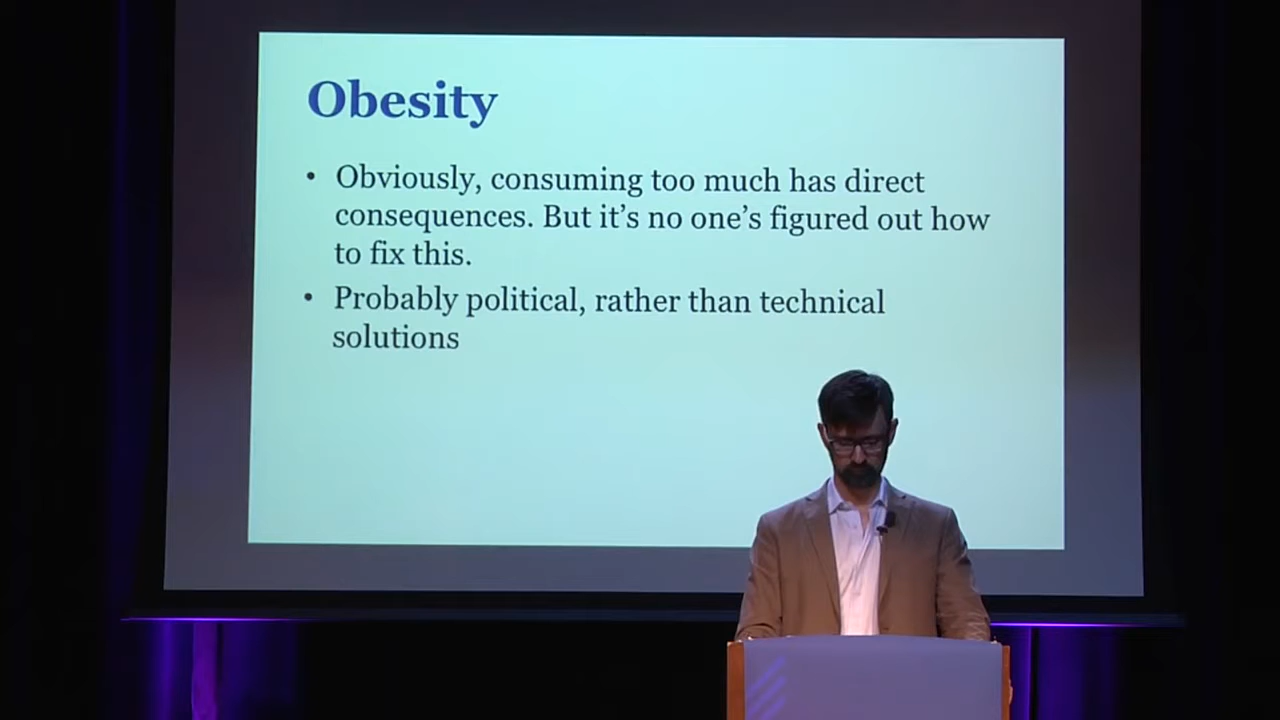 Obesity
• Obviously, consuming too much has direct
consequences. But it's no one's figured out how
to fix this.
• Probably political, rather than technical
solutions